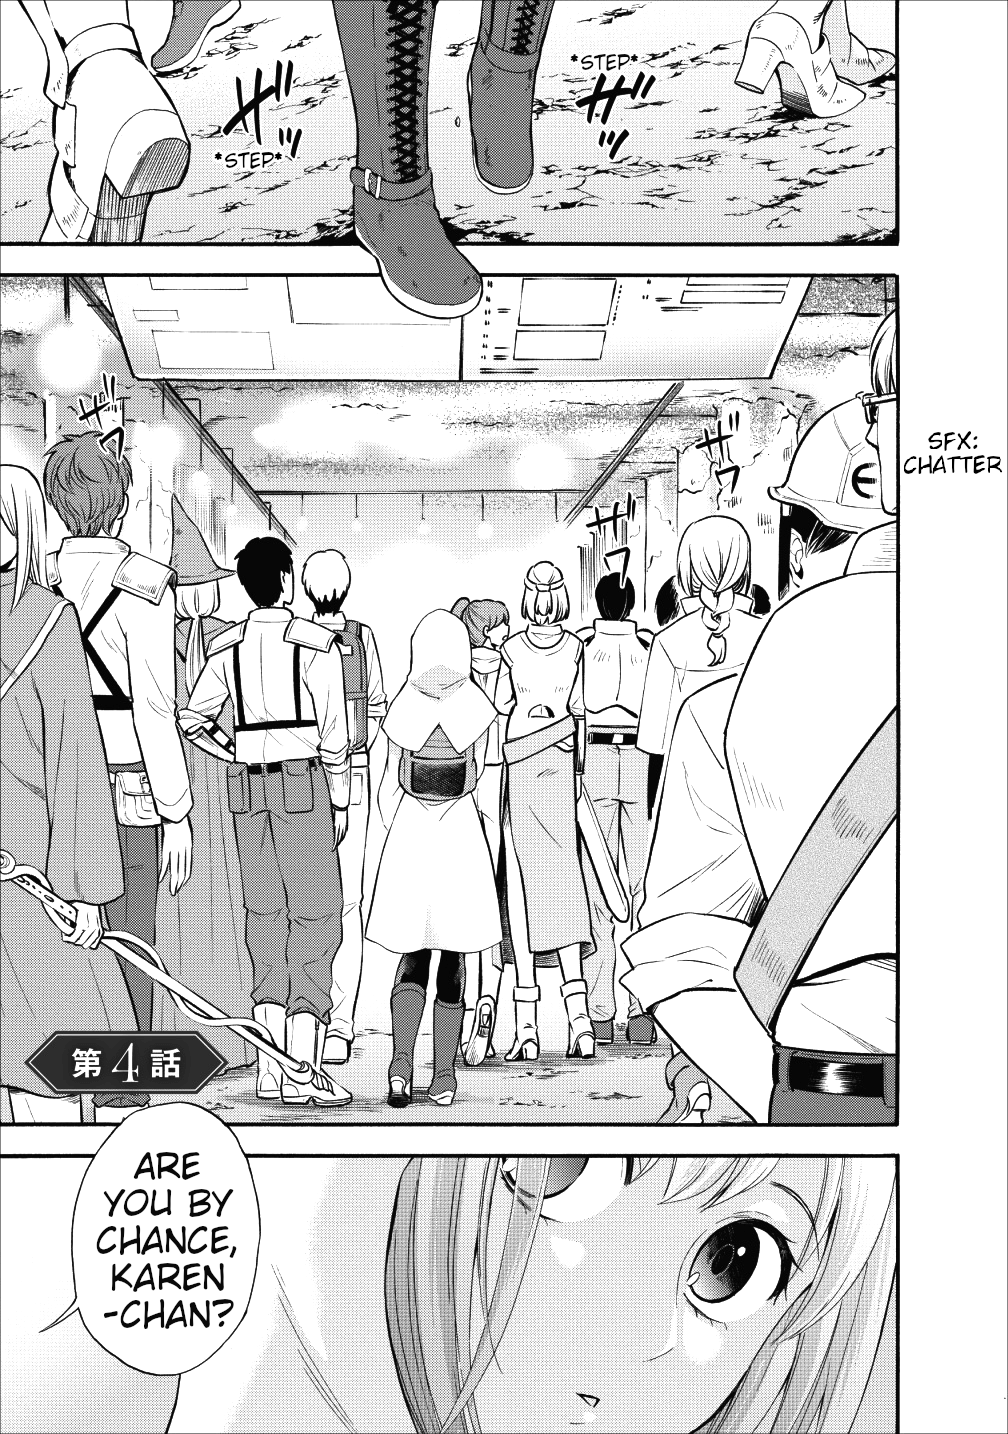 *STEP*
ザッ
*STEP*
ザッ
SFX:
CHATTER
ザワ
ザワ
ザワ
E
第4話
ARE
YOU BY
CHANCE,
KAREN
-CHAN?